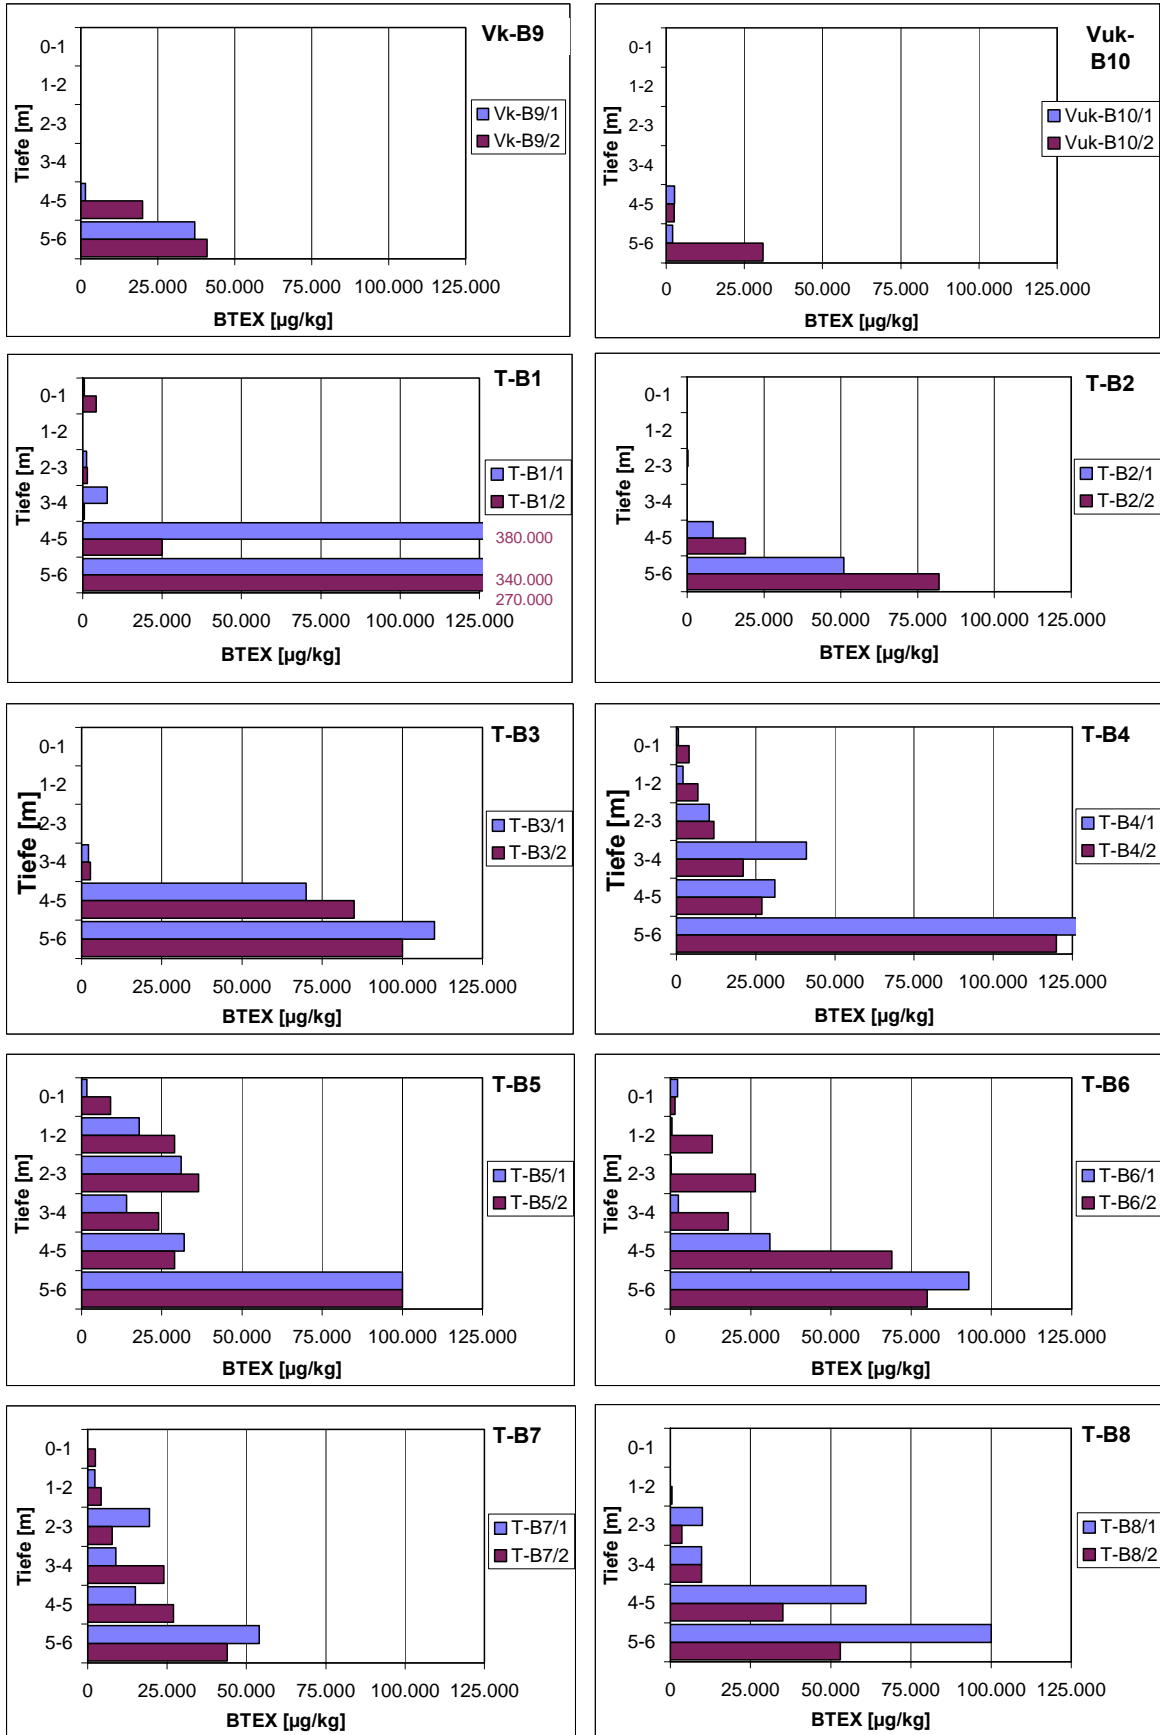 Vk-B9
Tiefe [m]
0-1
1-2
2-3
3-4
4-5
5-6
Vk-B9/1
Vk-B9/2
0 25.000 50.000 75.000 100.000 125.000
BTEX [µg/kg]
Vuk-
B10
Tiefe [m]
0-1
1-2
2-3
3-4
4-5
5-6
Vuk-B10/1
Vuk-B10/2
0 25.000 50.000 75.000 100.000 125.000
BTEX [µg/kg]
T-B1
Tiefe [m]
0-1
1-2
2-3
3-4
4-5
5-6
T-B1/1
T-B1/2
380.000
340.000
270.000
0 25.000 50.000 75.000 100.000 125.000
BTEX [µg/kg]
T-B2
Tiefe [m]
0-1
1-2
2-3
3-4
4-5
5-6
T-B2/1
T-B2/2
0 25.000 50.000 75.000 100.000 125.000
BTEX [µg/kg]
T-B3
Tiefe [m]
0-1
1-2
2-3
3-4
4-5
5-6
T-B3/1
T-B3/2
0 25.000 50.000 75.000 100.000 125.000
BTEX [µg/kg]
T-B4
Tiefe [m]
0-1
1-2
2-3
3-4
4-5
5-6
T-B4/1
T-B4/2
0 25.000 50.000 75.000 100.000 125.000
BTEX [µg/kg]
T-B5
Tiefe [m]
0-1
1-2
2-3
3-4
4-5
5-6
T-B5/1
T-B5/2
0 25.000 50.000 75.000 100.000 125.000
BTEX [µg/kg]
T-B6
Tiefe [m]
0-1
1-2
2-3
3-4
4-5
5-6
T-B6/1
T-B6/2
0 25.000 50.000 75.000 100.000 125.000
BTEX [µg/kg]
T-B7
Tiefe [m]
0-1
1-2
2-3
3-4
4-5
5-6
T-B7/1
T-B7/2
0 25.000 50.000 75.000 100.000 125.000
BTEX [µg/kg]
T-B8
Tiefe [m]
0-1
1-2
2-3
3-4
4-5
5-6
T-B8/1
T-B8/2
0 25.000 50.000 75.000 100.000 125.000
BTEX [µg/kg]